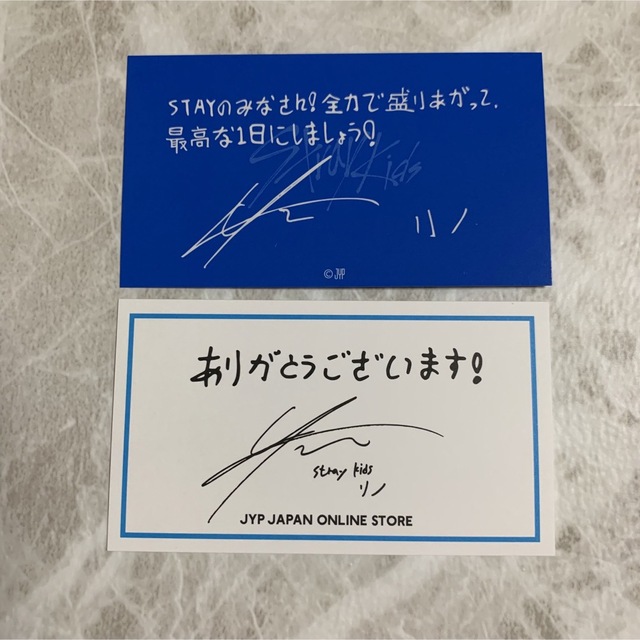 STAYのみなさん!全力で盛りあがって、
最高な1日にしましょう!
Stray Kids
リノ
© JYP
ありがとうございます!
Stray Kids
リノ
JYP JAPAN ONLINE STORE